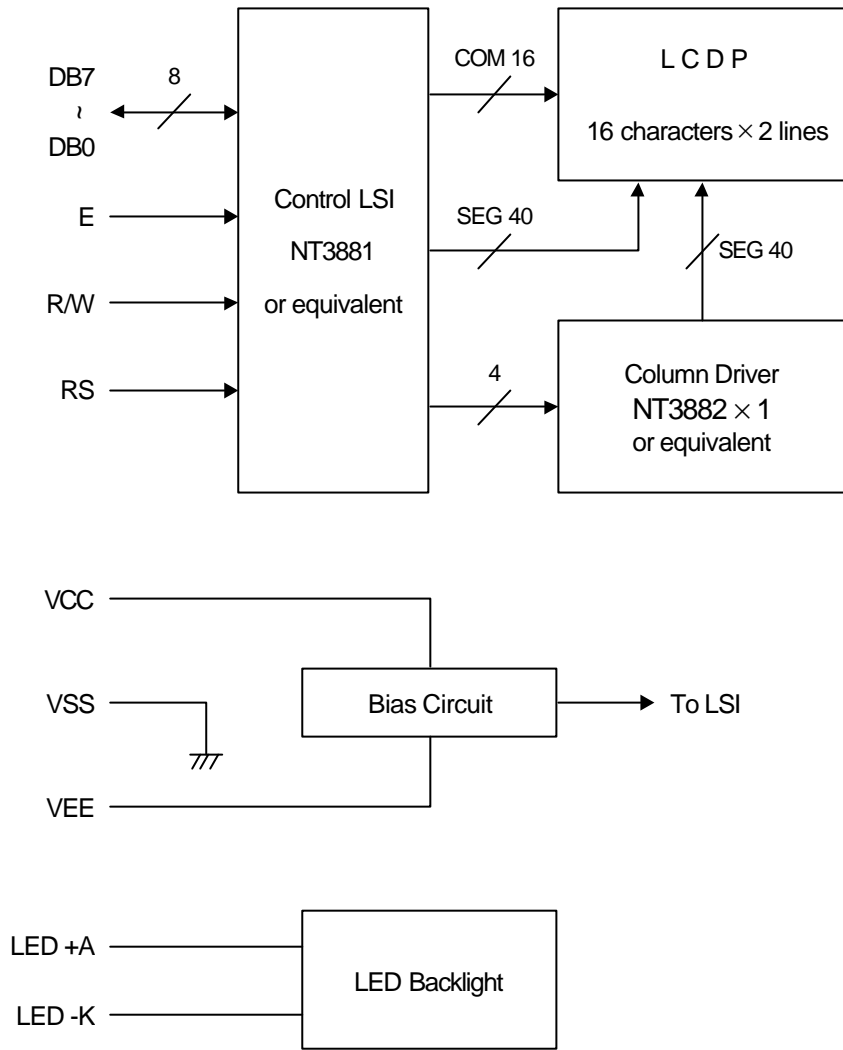 DB7
~
DB0
8
E
R/W
RS
Control LSI
NT3881
or equivalent
COM 16
SEG 40
4
L C D P
16 characters × 2 lines
SEG 40
Column Driver
NT3882 × 1
or equivalent
VCC
VSS
VEE
Bias Circuit
To LSI
LED +A
LED -K
LED Backlight